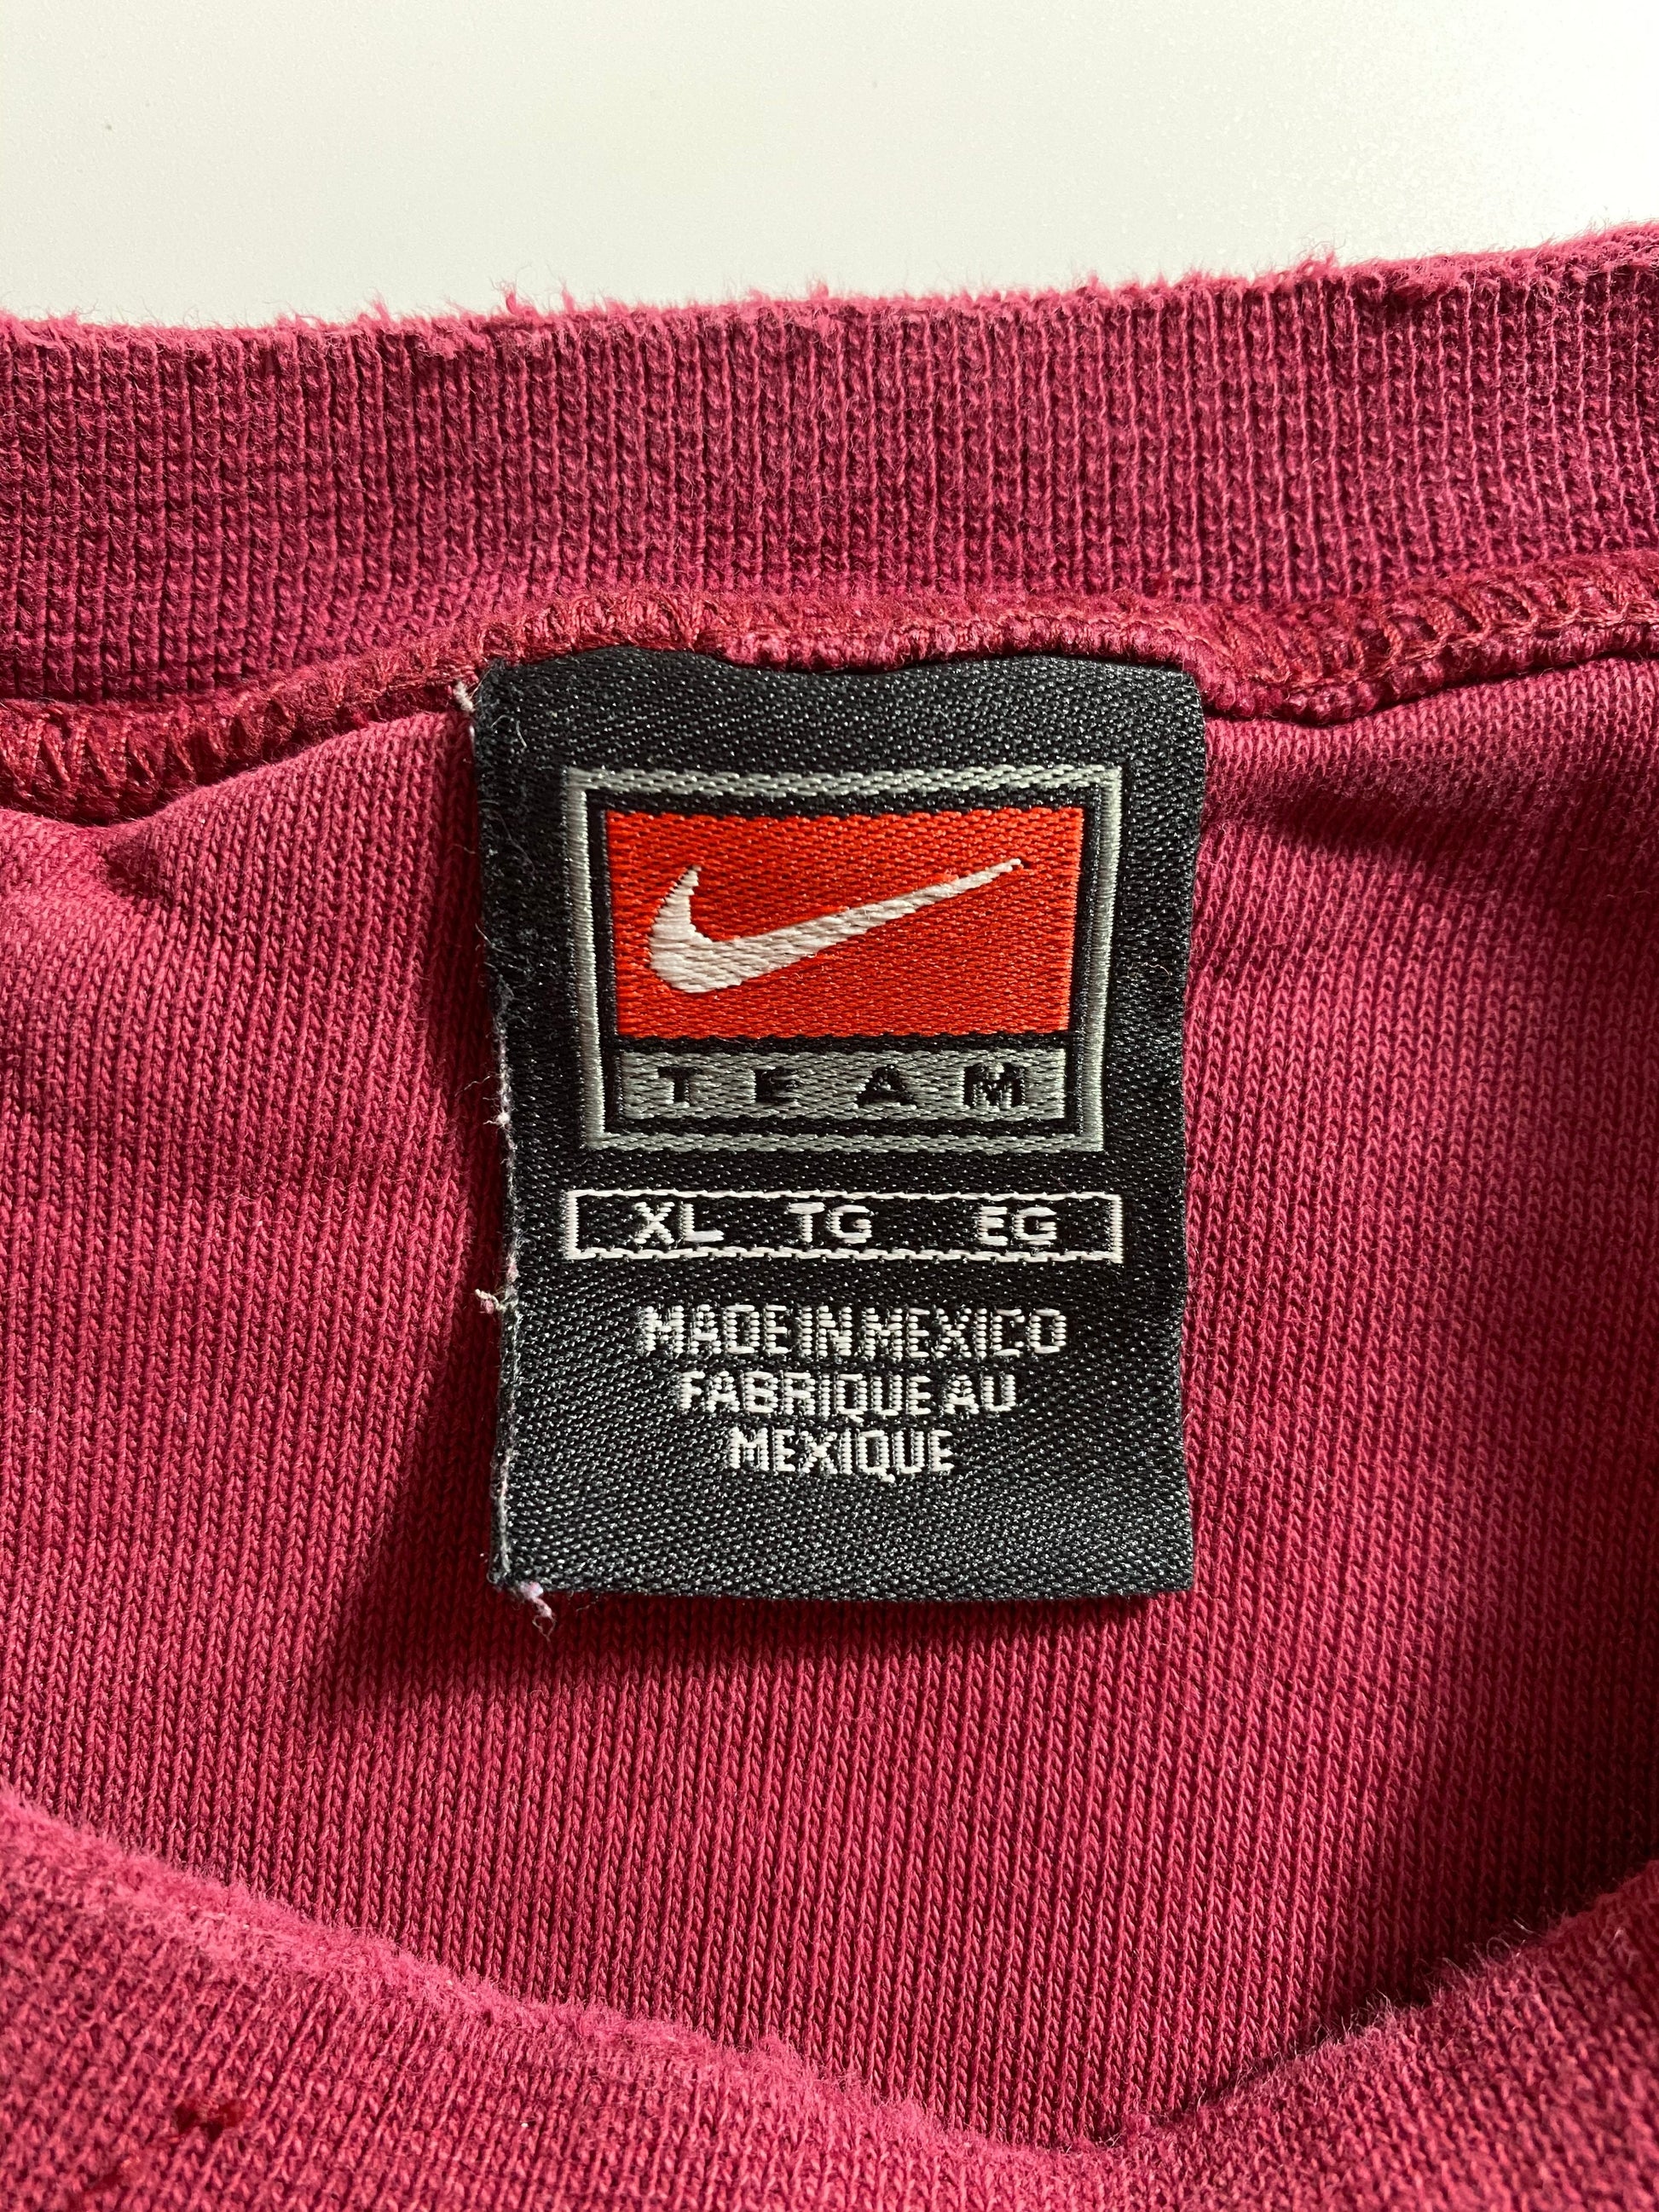 TEAM
XL TG EG
MADE IN MEXICO
FABRIQUE AU
MEXIQUE